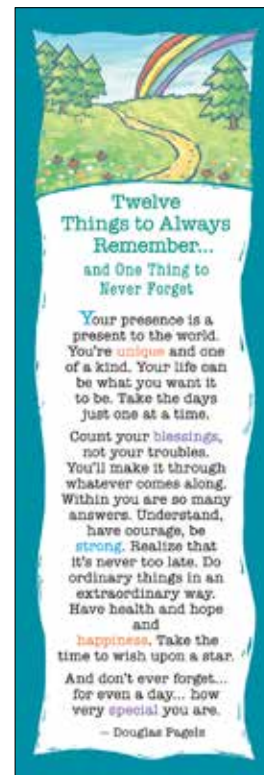 Twelve
Things to Always
Remember...
and One Thing to
Never Forget
Your presence is a
present to the world.
You're unique and one
of a kind. Your life can
be what you want it
to be. Take the days
just one at a time.
Count your blessings,
not your troubles.
You'll make it through
whatever comes along.
Within you are so many
answers. Understand,
have courage, be
strong. Realize that
it's never too late. Do
ordinary things in an
extraordinary way.
Have health and hope
and
happiness. Take the
time to wish upon a star.
And don't ever forget...
for even a day... how
very special you are.
– Douglas Pagels